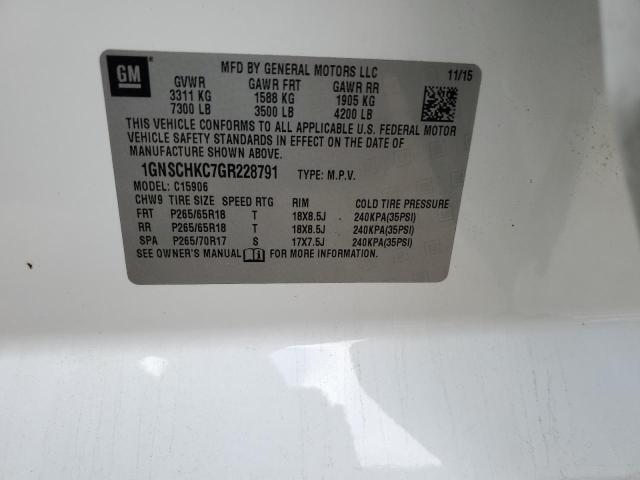 GM
MFD BY GENERAL MOTORS LLC
11/15
GVWR GAWR FRT GAWR RR
3311 KG 1588 KG 1905 KG
7300 LB 3500 LB 4200 LB
THIS VEHICLE CONFORMS TO ALL APPLICABLE U.S. FEDERAL MOTOR
VEHICLE SAFETY STANDARDS IN EFFECT ON THE DATE OF
MANUFACTURE SHOWN ABOVE.
1GNSCHKC7GR228791 TYPE: M.P.V.
MODEL: C15906
CHW9 TIRE SIZE SPEED RTG RIM COLD TIRE PRESSURE
FRT P265/65R18 T 18X8.5J 240KPA(35PSI)
RR P265/65R18 T 18X8.5J 240KPA(35PSI)
SPA P265/70R17 S 17X7.5J 240KPA(35PSI)
SEE OWNER'S MANUAL FOR MORE INFORMATION.